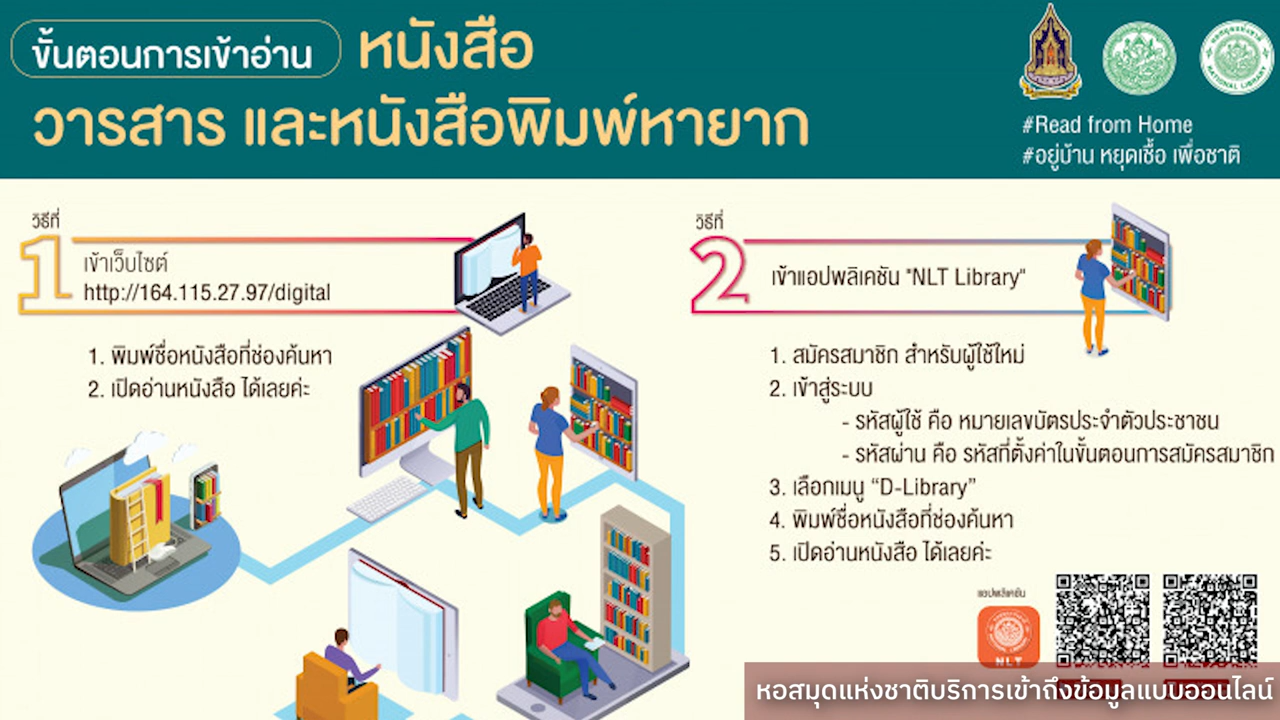 ขั้นตอนการเข้าอ่าน หนังสือ
วารสาร และหนังสือพิมพ์หายาก
NATIONAL LIBRARY
#Read from Home
#อยู่บ้าน หยุดเชื้อ เพื่อชาติ
วิธีที่
1
เข้าเว็บไซต์
http://164.115.27.97/digital
1. พิมพ์ชื่อหนังสือที่ช่องค้นหา
2. เปิดอ่านหนังสือ ได้เลยค่ะ
วิธีที่
2
เข้าแอปพลิเคชัน "NLT Library"
1. สมัครสมาชิก สำหรับผู้ใช้ใหม่
2. เข้าสู่ระบบ
- รหัสผู้ใช้ คือ หมายเลขบัตรประจำตัวประชาชน
- รหัสผ่าน คือ รหัสที่ตั้งค่าในขั้นตอนการสมัครสมาชิก
3. เลือกเมนู “D-Library”
4. พิมพ์ชื่อหนังสือที่ช่องค้นหา
5. เปิดอ่านหนังสือ ได้เลยค่ะ
แอปพลิเคชัน
NLT
หอสมุดแห่งชาติบริการเข้าถึงข้อมูลแบบออนไลน์